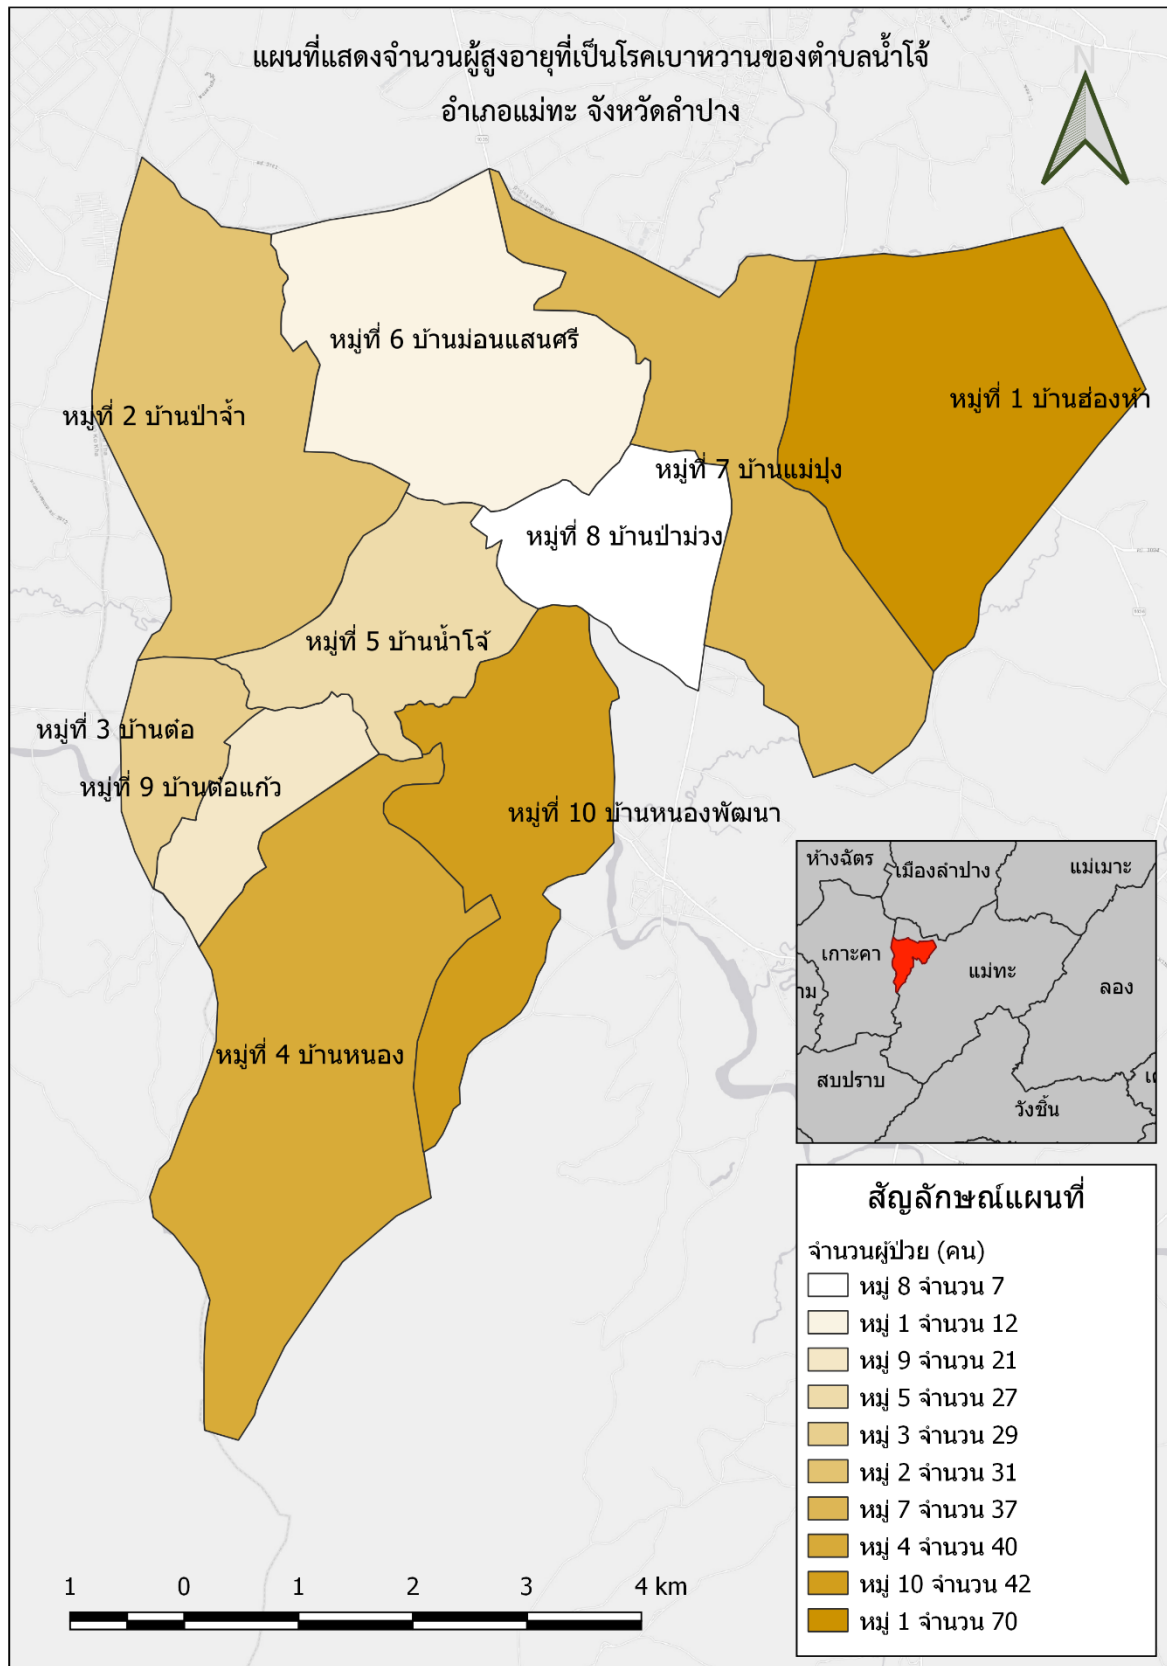 แผนที่แสดงจำนวนผู้สูงอายุที่เป็นโรคเบาหวานของตำบลน้ำโจ้
อำเภอแม่ทะ จังหวัดลำปาง
N
หมู่ที่ 6 บ้านม่อนแสนศรี
หมู่ที่ 1 บ้านฮ่องห้า
หมู่ที่ 2 บ้านป่าจ้ำ
หมู่ที่ 7 บ้านแม่ปุง
หมู่ที่ 8 บ้านป่าม่วง
หมู่ที่ 5 บ้านน้ำโจ้
หมู่ที่ 3 บ้านต๋อ
หมู่ที่ 9 บ้านต๋อแก้ว
หมู่ที่ 10 บ้านหนองพัฒนา
หมู่ที่ 4 บ้านหนอง
ห้างฉัตร
เมืองลำปาง
แม่เมาะ
เกาะคา
แม่ทะ
ลอง
าม
สบปราบ
วังชิ้น
เด
สัญลักษณ์แผนที่
จำนวนผู้ป่วย (คน)
หมู่ 8 จำนวน 7
หมู่ 1 จำนวน 12
หมู่ 9 จำนวน 21
หมู่ 5 จำนวน 27
หมู่ 3 จำนวน 29
หมู่ 2 จำนวน 31
หมู่ 7 จำนวน 37
หมู่ 4 จำนวน 40
หมู่ 10 จำนวน 42
หมู่ 1 จำนวน 70
1 0 1 2 3 4 km